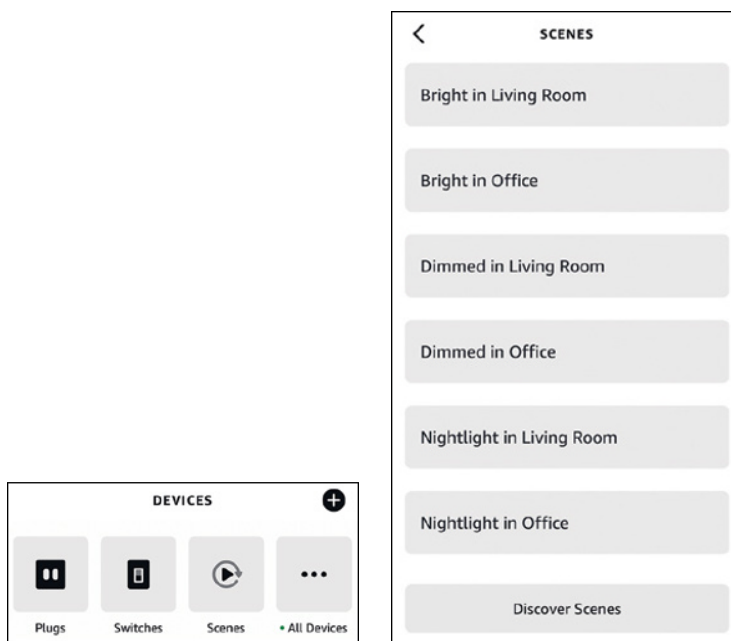 DEVICES
Plugs Switches Scenes • All Devices
SCENES
Bright in Living Room
Bright in Office
Dimmed in Living Room
Dimmed in Office
Nightlight in Living Room
Nightlight in Office
Discover Scenes